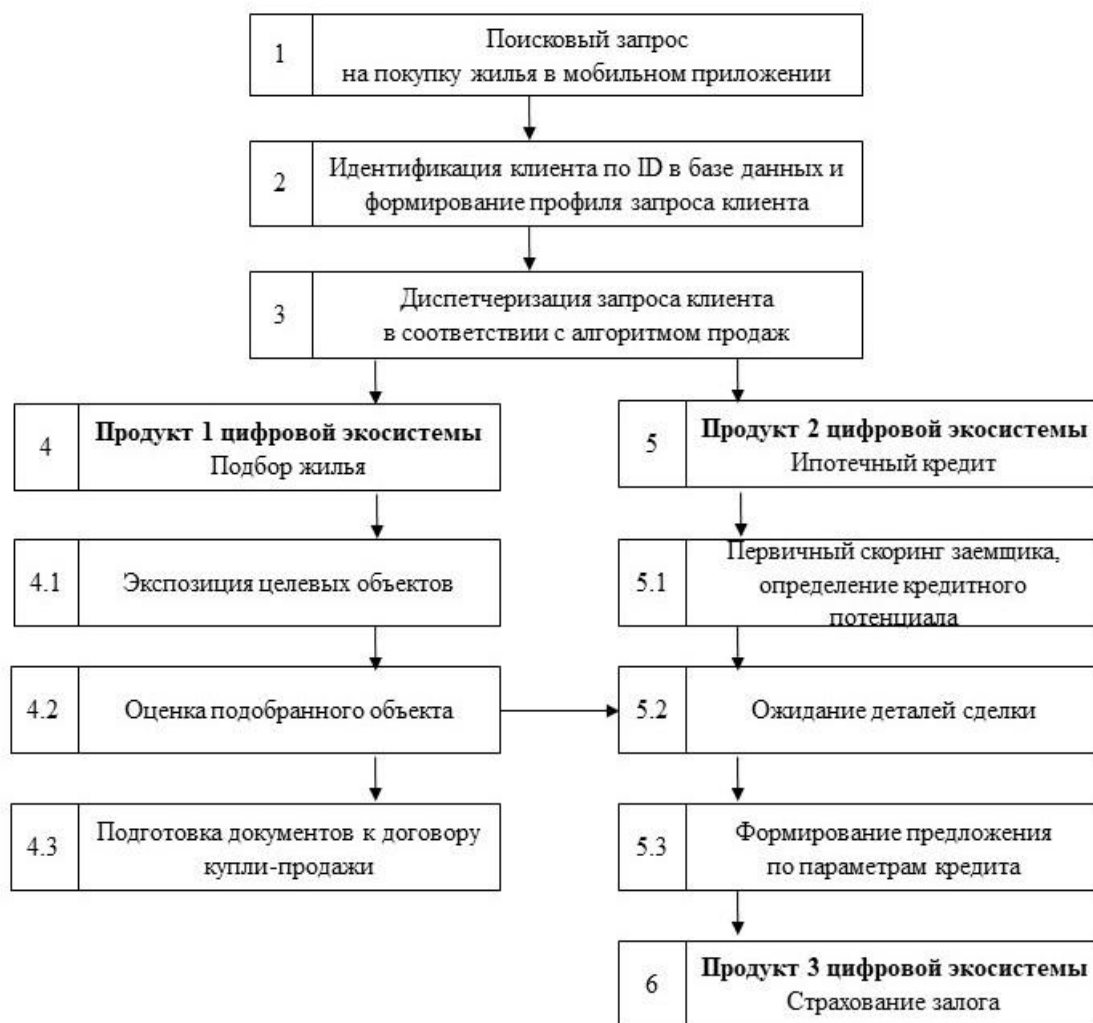 1
Поисковый запрос
на покупку жилья в мобильном приложении
2
Идентификация клиента по ID в базе данных и
формирование профиля запроса клиента
3
Диспетчеризация запроса клиента
в соответствии с алгоритмом продаж
4
Продукт 1 цифровой экосистемы
Подбор жилья
5
Продукт 2 цифровой экосистемы
Ипотечный кредит
4.1
Экспозиция целевых объектов
5.1
Первичный скоринг заемщика,
определение кредитного
потенциала
4.2
Оценка подобранного объекта
5.2
Ожидание деталей сделки
4.3
Подготовка документов к договору
купли-продажи
5.3
Формирование предложения
по параметрам кредита
6
Продукт 3 цифровой экосистемы
Страхование залога